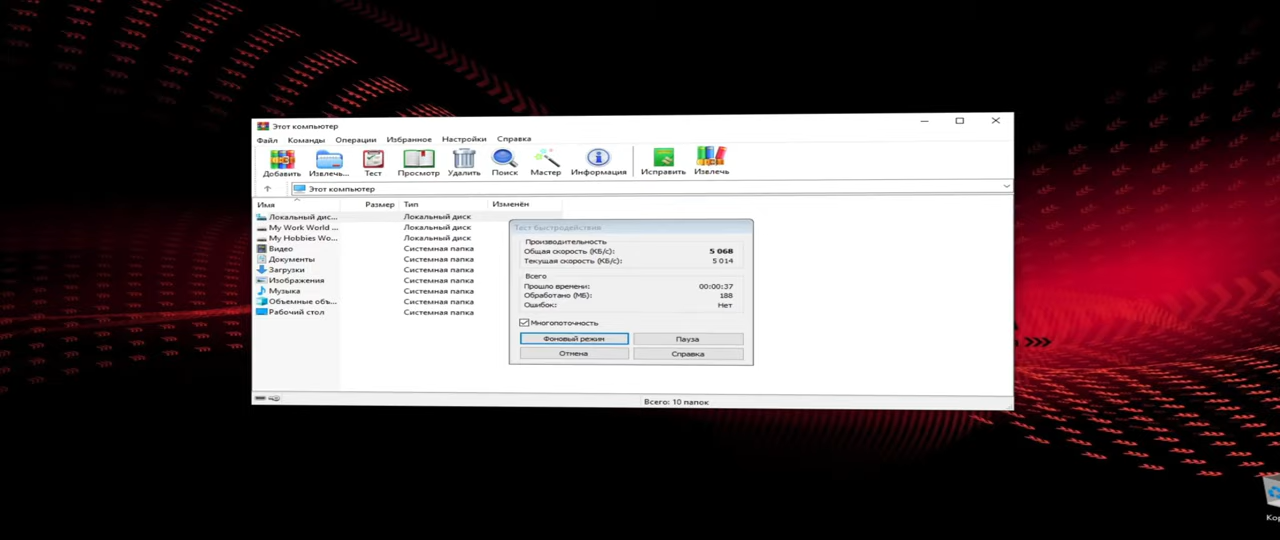 Этот компьютер
Файл Команды Операции Избранное Настройки Справка
Добавить Извлечь... Тест Просмотр Удалить Поиск Мастер Информация Исправить Извлечь
Этот компьютер
Имя Размер Тип Изменён
Локальный дис... Локальный диск
My Work World ... Локальный диск
My Hobbies Wo... Локальный диск
Видео Системная папка
Документы Системная папка
Загрузки Системная папка
Изображения Системная папка
Музыка Системная папка
Объемные объ... Системная папка
Рабочий стол Системная папка
Тест быстродействия
Производительность
Общая скорость (КБ/с): 5 068
Текущая скорость (КБ/с): 5 014
Всего
Прошло времени: 00:00:37
Обработано (МБ): 188
Ошибок: Нет
Многопоточность
Фоновый режим Пауза
Отмена Справка
Всего: 10 папок